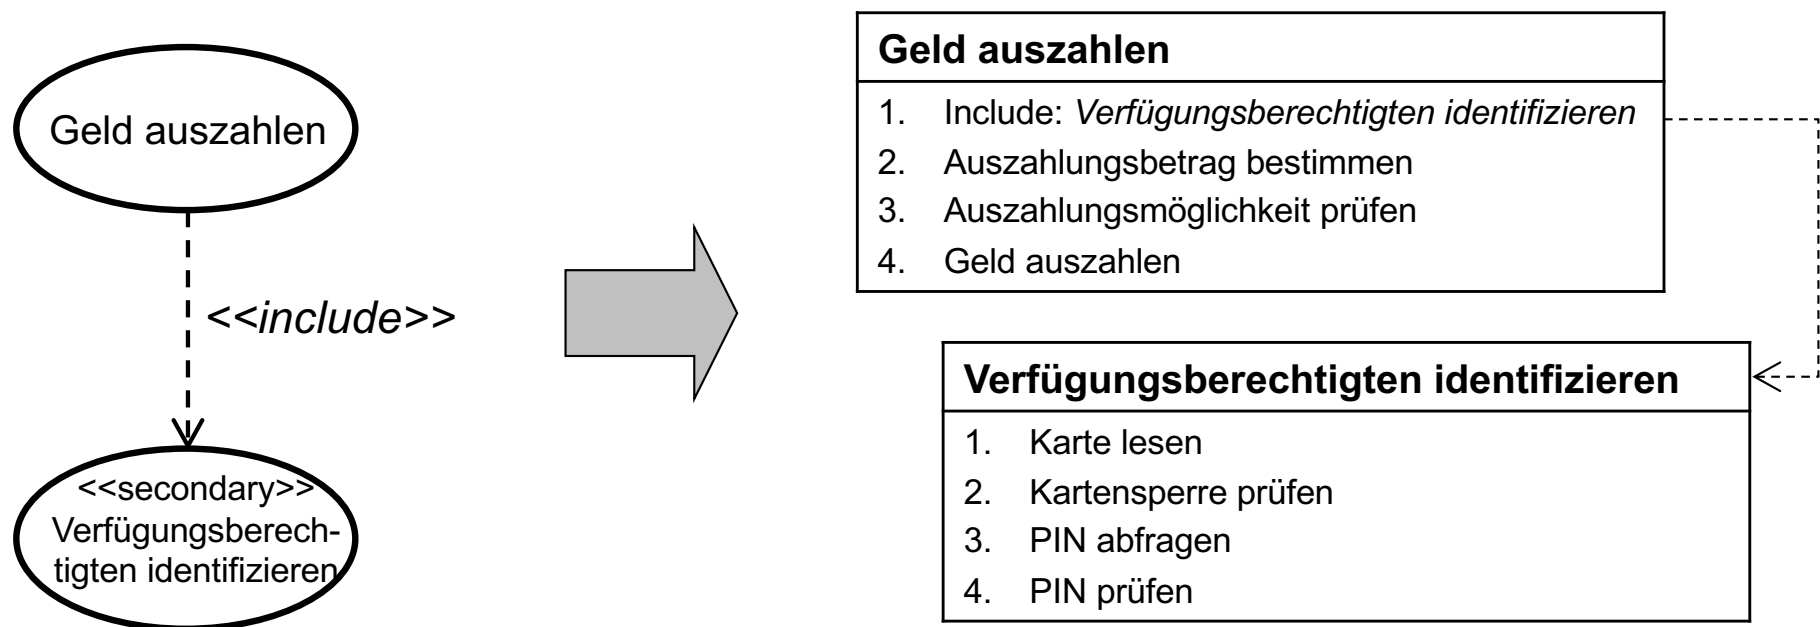 Geld auszahlen
<<include>>
<<secondary>>
Verfügungsberech-
tigten identifizieren
Geld auszahlen
1. Include: Verfügungsberechtigten identifizieren
2. Auszahlungsbetrag bestimmen
3. Auszahlungsmöglichkeit prüfen
4. Geld auszahlen
Verfügungsberechtigten identifizieren
1. Karte lesen
2. Kartensperre prüfen
3. PIN abfragen
4. PIN prüfen